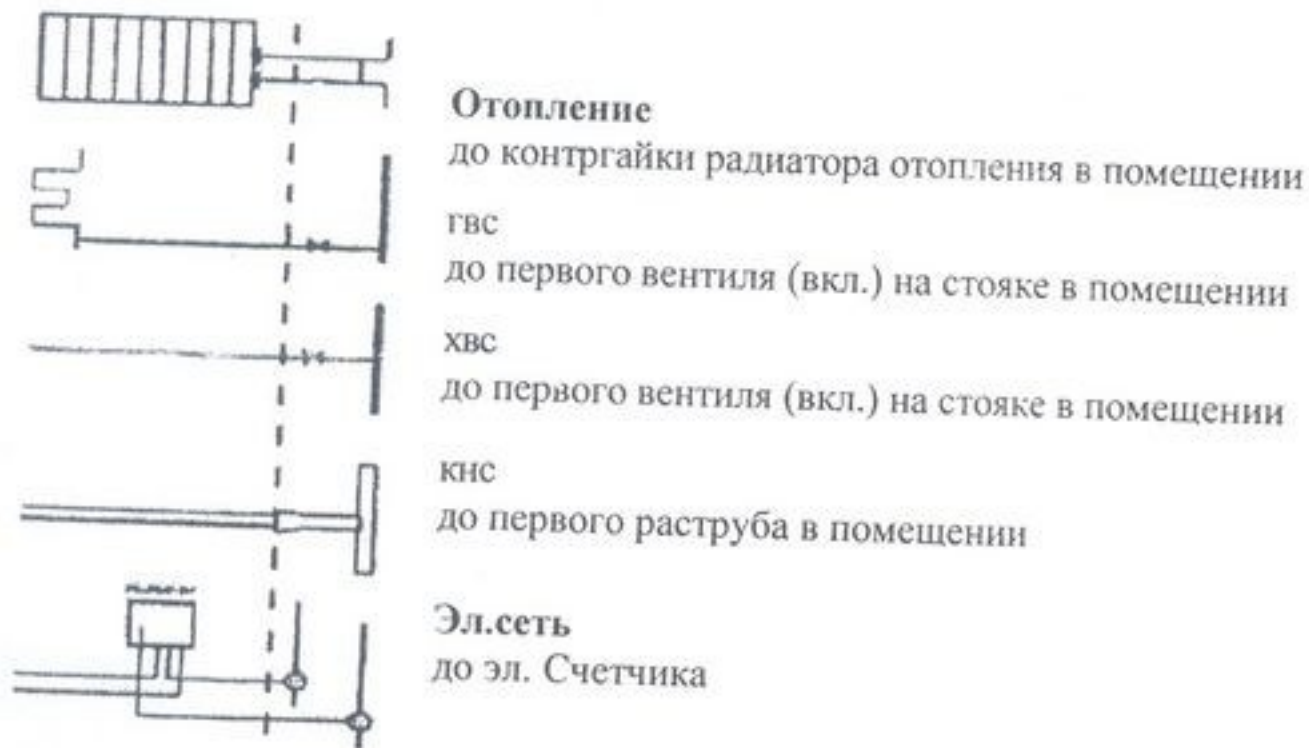 Отопление
до контргайки радиатора отопления в помещении
гвс
до первого вентиля (вкл.) на стояке в помещении
хвс
до первого вентиля (вкл.) на стояке в помещении
кнс
до первого раструба в помещении
Эл.сеть
до эл. Счетчика